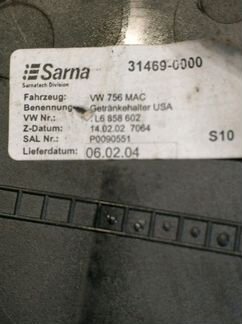 Sarna
Sarnatech Division
31469-0000
Fahrzeug: VW 756 MAC
Benennung: Getränkehalter USA
VW Nr.: 7L6 858 602
Z-Datum: 14.02.02 7064
SAL Nr.: P0090551
S10
Lieferdatum: 06.02.04